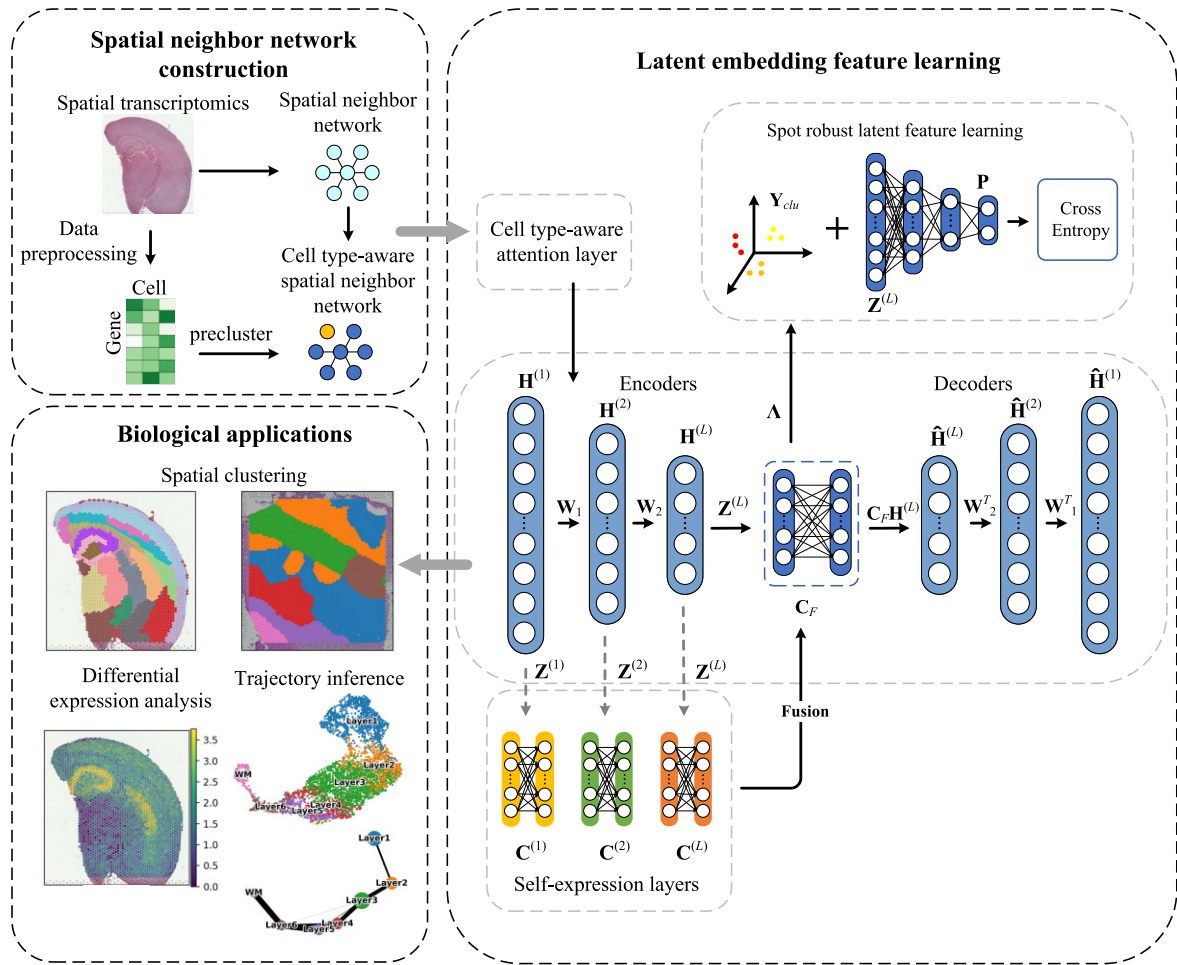 Spatial neighbor network
construction
Spatial transcriptomics
Spatial neighbor
network
Data
preprocessing
Cell type-aware
spatial neighbor
network
Cell
Gene
precluster
Biological applications
Spatial clustering
Differential
expression analysis
3.5
3.0
2.5
2.0
1.5
1.0
0.5
0.0
Trajectory inference
Layer1
Layer2
Layer3
WM
Layer4
Layer5
Layer6
Layer1
Layer2
Layer3
WM
Layer4
Layer5
Layer6
Latent embedding feature learning
Spot robust latent feature learning
Y_clu
+
P
Z^(L)
Cross
Entropy
Cell type-aware
attention layer
H^(1)
Encoders
H^(2)
H^(L)
Λ
Decoders
Ĥ^(L)
Ĥ^(2)
Ĥ^(1)
W_1
W_2
Z^(L)
C_F H^(L)
W_2^T
W_1^T
C_F
Z^(1)
Z^(2)
Z^(L)
Fusion
C^(1)
C^(2)
C^(L)
Self-expression layers